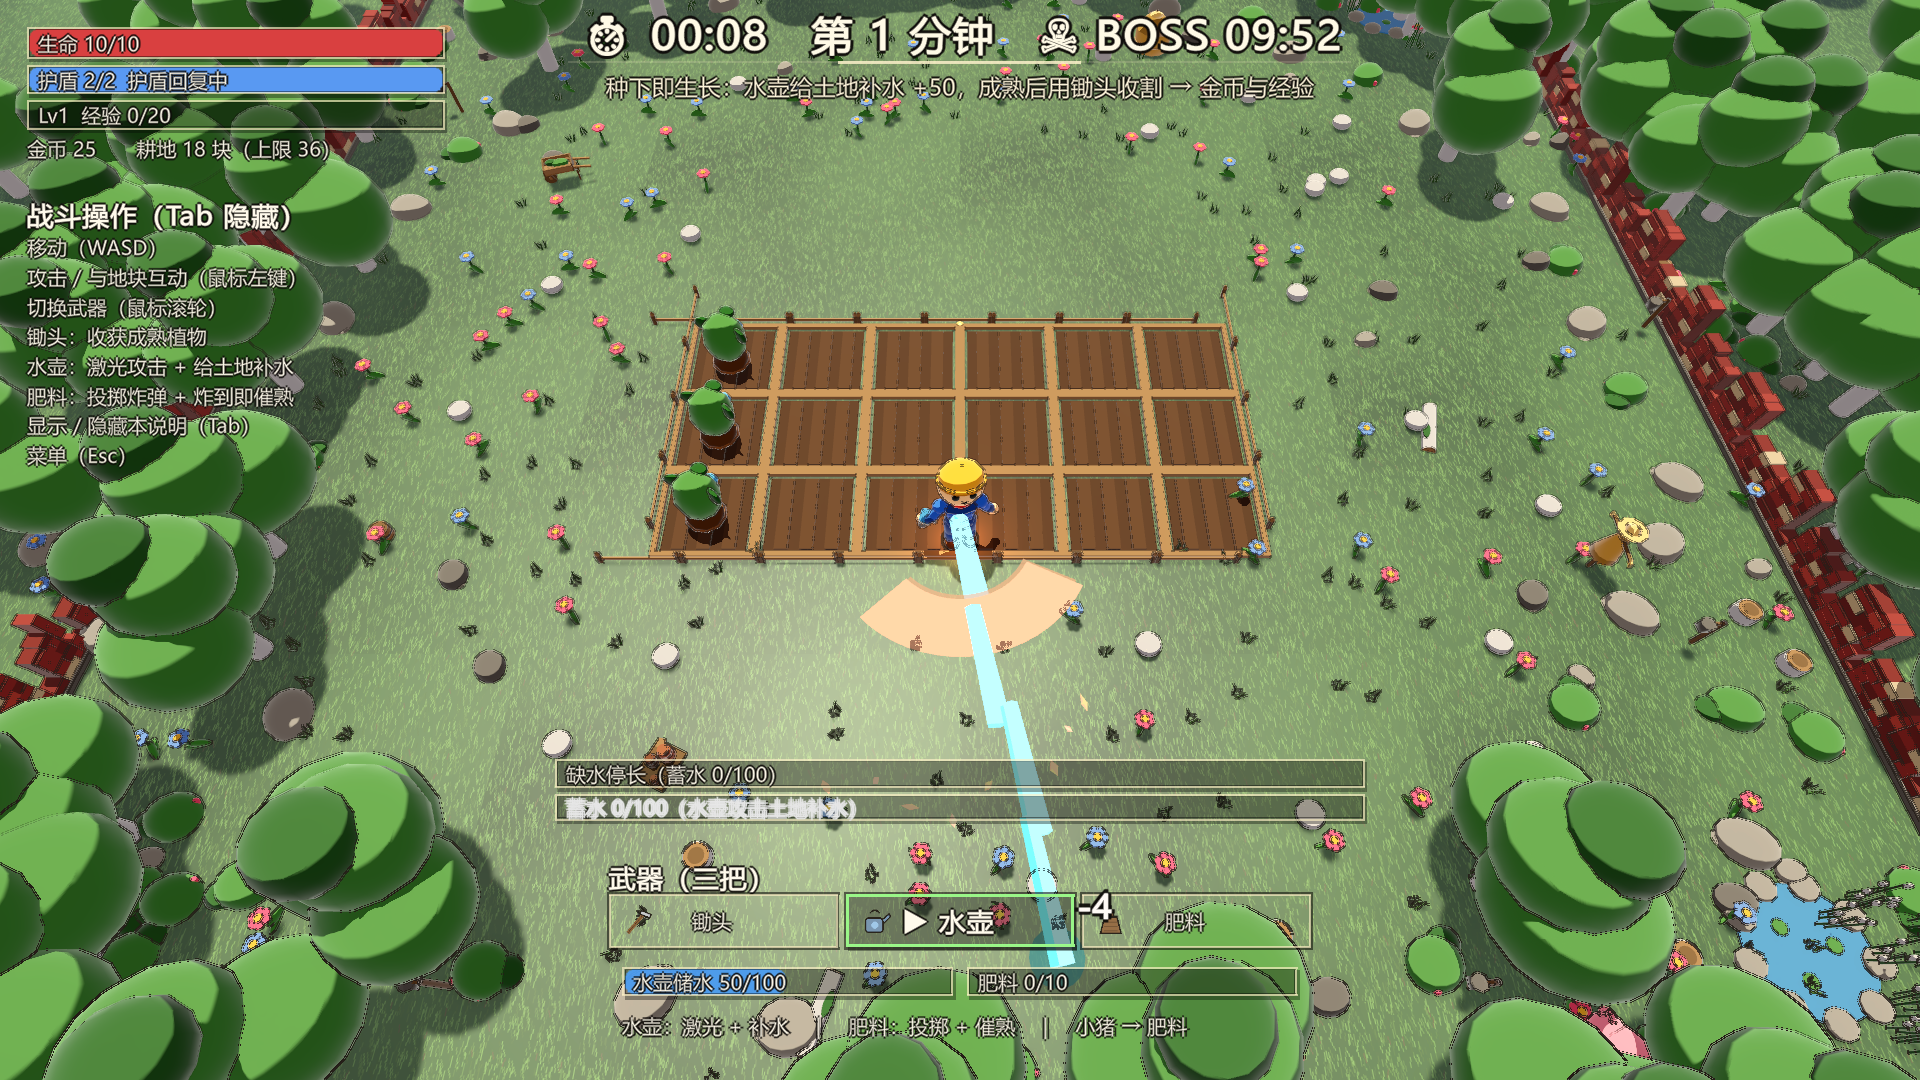 生命 10/10
护盾 2/2 护盾回复中
Lv1 经验 0/20
金币 25 耕地 18 块（上限 36）
00:08 第 1 分钟 BOSS 09:52
种下即生长：水壶给土地补水 +50，成熟后用锄头收割 → 金币与经验
战斗操作（Tab 隐藏）
移动（WASD）
攻击 / 与地块互动（鼠标左键）
切换武器（鼠标滚轮）
锄头：收获成熟植物
水壶：激光攻击 + 给土地补水
肥料：投掷炸弹 + 炸到即催熟
显示 / 隐藏本说明（Tab）
菜单（Esc）
缺水停长（蓄水 0/100）
蓄水 0/100（水壶攻击土地补水）
武器（三把）
锄头 ▶ 水壶 -4 肥料
水壶储水 50/100 肥料 0/10
水壶：激光 + 补水 | 肥料：投掷 + 催熟 | 小猪 → 肥料